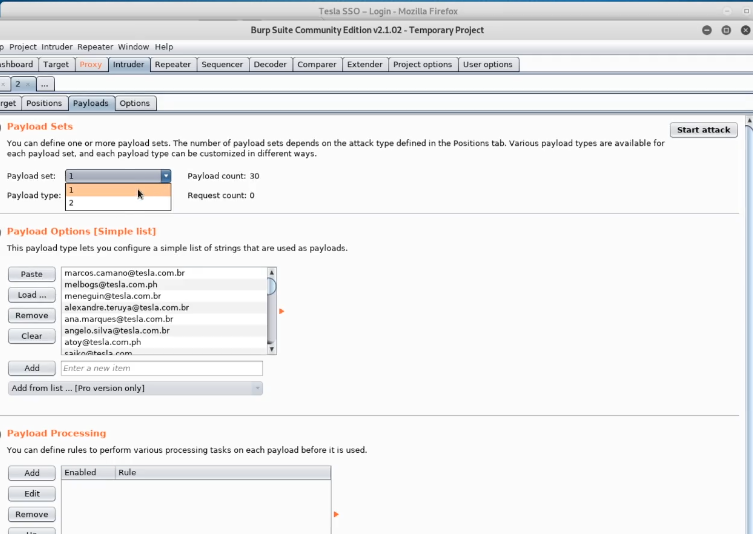 Tesla SSO – Login - Mozilla Firefox
Burp Suite Community Edition v2.1.02 - Temporary Project
p Project Intruder Repeater Window Help
shboard Target Proxy Intruder Repeater Sequencer Decoder Comparer Extender Project options User options
× 2 × ...
rget Positions Payloads Options
Payload Sets
Start attack
You can define one or more payload sets. The number of payload sets depends on the attack type defined in the Positions tab. Various payload types are available for
each payload set, and each payload type can be customized in different ways.
Payload set: 1 Payload count: 30
1
Payload type: Request count: 0
2
Payload Options [Simple list]
This payload type lets you configure a simple list of strings that are used as payloads.
Paste
Load ...
Remove
Clear
marcos.camano@tesla.com.br
melbogs@tesla.com.ph
meneguin@tesla.com.br
alexandre.teruya@tesla.com.br
ana.marques@tesla.com.br
angelo.silva@tesla.com.br
atoy@tesla.com.ph
saiko@tesla.com
Add Enter a new item
Add from list ... [Pro version only]
Payload Processing
You can define rules to perform various processing tasks on each payload before it is used.
Add Enabled Rule
Edit
Remove